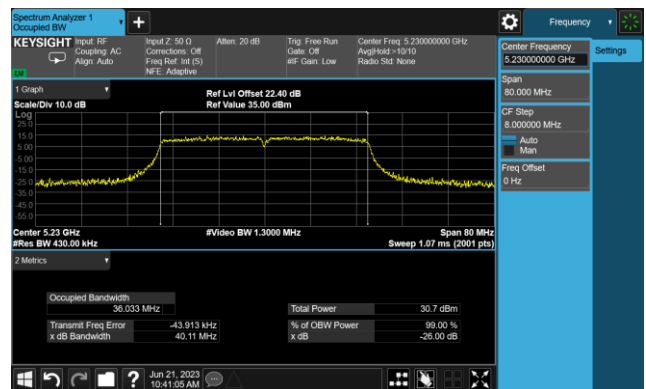 Spectrum Analyzer 1
Occupied BW
Frequency
KEYSIGHT
Input: RF
Coupling: AC
Align: Auto
Input Z: 50 Ω
Corrections: Off
Freq Ref: Int (S)
NFE: Adaptive
Atten: 20 dB
Trig: Free Run
Gate: Off
#IF Gain: Low
Center Freq: 5.230000000 GHz
Avg|Hold:>10/10
Radio Std: None
Center Frequency
5.230000000 GHz
Settings
Span
80.000 MHz
CF Step
8.000000 MHz
Auto
Man
Freq Offset
0 Hz
1 Graph
Scale/Div 10.0 dB
Ref Lvl Offset 22.40 dB
Ref Value 35.00 dBm
Log
25.0
15.0
5.00
-5.00
-15.0
-25.0
-35.0
-45.0
-55.0
Center 5.23 GHz
#Res BW 430.00 kHz
#Video BW 1.3000 MHz
Span 80 MHz
Sweep 1.07 ms (2001 pts)
2 Metrics
Occupied Bandwidth
36.033 MHz
Total Power 30.7 dBm
Transmit Freq Error -43.913 kHz
% of OBW Power 99.00 %
x dB Bandwidth 40.11 MHz
x dB -26.00 dB
Jun 21, 2023
10:41:05 AM